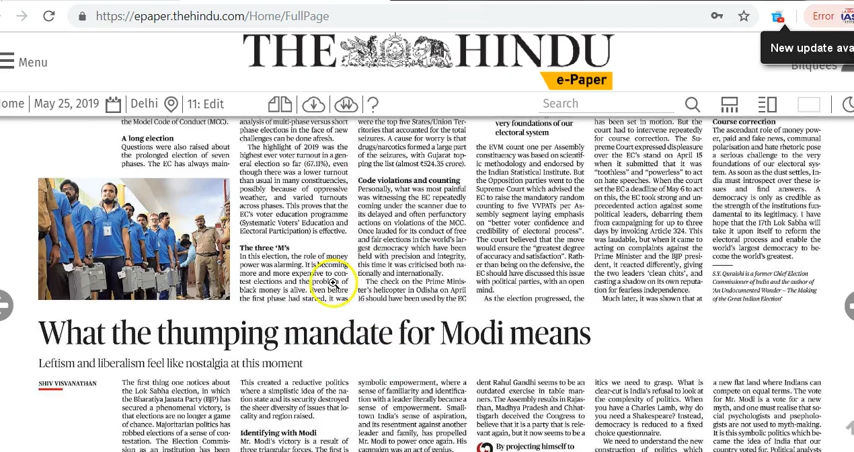 https://epaper.thehindu.com/Home/FullPage
Error
New update ava
Menu
THE HINDU
e-Paper
Bilquees
ome
May 25, 2019
Delhi
11: Edit
Search
the Model Code of Conduct (MCC).
A long election
Questions were also raised about
the prolonged election of seven
phases. The EC has always main-
analysis of multi-phase versus short
phase elections in the face of new
challenges can be done afresh.
The highlight of 2019 was the
highest ever voter turnout in a gen-
eral election so far (67.11%), even
though there was a lower turnout
than usual in many constituencies,
possibly because of oppressive
weather, and varied turnouts
across phases. This proves that the
EC's voter education programme
(Systematic Voters' Education and
Electoral Participation) is effective.
The three 'M's
In this election, the role of money
power was alarming. It is becoming
more and more expensive to con-
test elections and the problem of
black money is alive. Even before
the first phase had started, it was
were the top five States/Union Ter-
ritories that accounted for the total
seizures. A cause for worry is that
drugs/narcotics formed a large part
of the seizures, with Gujarat top-
ping the list (almost ₹524.35 crore).
Code violations and counting
Personally, what was most painful
was witnessing the EC repeatedly
coming under the scanner due to
its delayed and often perfunctory
actions on violations of the MCC.
Once lauded for its conduct of free
and fair elections in the world's lar-
gest democracy which have been
held with precision and integrity,
this time it was criticised both na-
tionally and internationally.
The check on the Prime Minis-
ter's helicopter in Odisha on April
16 should have been used by the EC
very foundations of our
electoral system
the EVM count one per Assembly
constituency was based on scientif-
ic methodology and endorsed by
the Indian Statistical Institute. But
the Opposition parties went to the
Supreme Court which advised the
EC to raise the mandatory random
counting to five VVPATs per As-
sembly segment laying emphasis
on "better voter confidence and
credibility of electoral process".
The court believed that the move
would ensure the "greatest degree
of accuracy and satisfaction". Rath-
er than being on the defensive, the
EC should have discussed this issue
with political parties, with an open
mind.
As the election progressed, the
has been set in motion. But the
court had to intervene repeatedly
for course correction. The Su-
preme Court expressed displeasure
over the EC's stand on April 15
when it submitted that it was
"toothless" and "powerless" to act
on hate speeches. When the court
set the EC a deadline of May 6 to act
on this, the EC took strong and un-
precedented action against some
political leaders, debarring them
from campaigning for up to three
days by invoking Article 324. This
was laudable, but when it came to
acting on complaints against the
Prime Minister and the BJP presi-
dent, it reacted differently, giving
the two leaders 'clean chits', and
casting a shadow on its own reputa-
tion for fearless independence.
Much later, it was shown that at
Course correction
The ascendant role of money pow-
er, paid and fake news, communal
polarisation and hate rhetoric pose
a serious challenge to the very
foundations of our electoral sys-
tem. As soon as the dust settles, In-
dia must introspect over these is-
sues and find answers. A
democracy is only as credible as
the strength of the institutions fun-
damental to its legitimacy. I have
hope that the 17th Lok Sabha will
take it upon itself to reform the
electoral process and enable the
world's largest democracy to be-
come the world's greatest.
S.Y. Quraishi is a former Chief Election
Commissioner of India and the author of
'An Undocumented Wonder – The Making
of the Great Indian Election'
What the thumping mandate for Modi means
Leftism and liberalism feel like nostalgia at this moment
SHIV VISVANATHAN
The first thing one notices about
the Lok Sabha election, in which
the Bharatiya Janata Party (BJP) has
secured a phenomenal victory, is
that elections are no longer a game
of chance. Majoritarian politics has
robbed elections of a sense of con-
testation. The Election Commis-
sion as an institution has been
This created a reductive politics
where a simplistic idea of the na-
tion state and its security destroyed
the sheer diversity of issues that lo-
cality and region raised.
Identifying with Modi
Mr. Modi's victory is a result of
three triangular forces. The first is
symbolic empowerment, where a
sense of familiarity and identifica-
tion with a leader literally became a
sense of empowerment. Small-
town India's sense of aspiration,
and its resentment against another
leader and family, has propelled
Mr. Modi to power once again. His
campaign was an act of genius.
dent Rahul Gandhi seems to be an
outdated exercise in table man-
ners. The Assembly results in Rajas-
than, Madhya Pradesh and Chhat-
tisgarh deceived the Congress to
believe that it is a party that is rele-
vant again, but it now seems to be a
By projecting himself to
itics we need to grasp. What is
clear-cut is India's refusal to look at
the complexity of things. When
you have a Charles Lamb, why do
you need a Shakespeare? Instead,
democracy is reduced to a fixed
choice questionnaire.
We need to understand the new
construction of politics which
a new flat land where Indians can
compete on equal terms. The vote
for Mr. Modi is a vote for a new
myth, and one must realise that so-
cial psychologists and psephol-
ogists are not used to myth-making.
It is this symbolic politics which be-
came the idea of India that our
country voted for. Political analysts